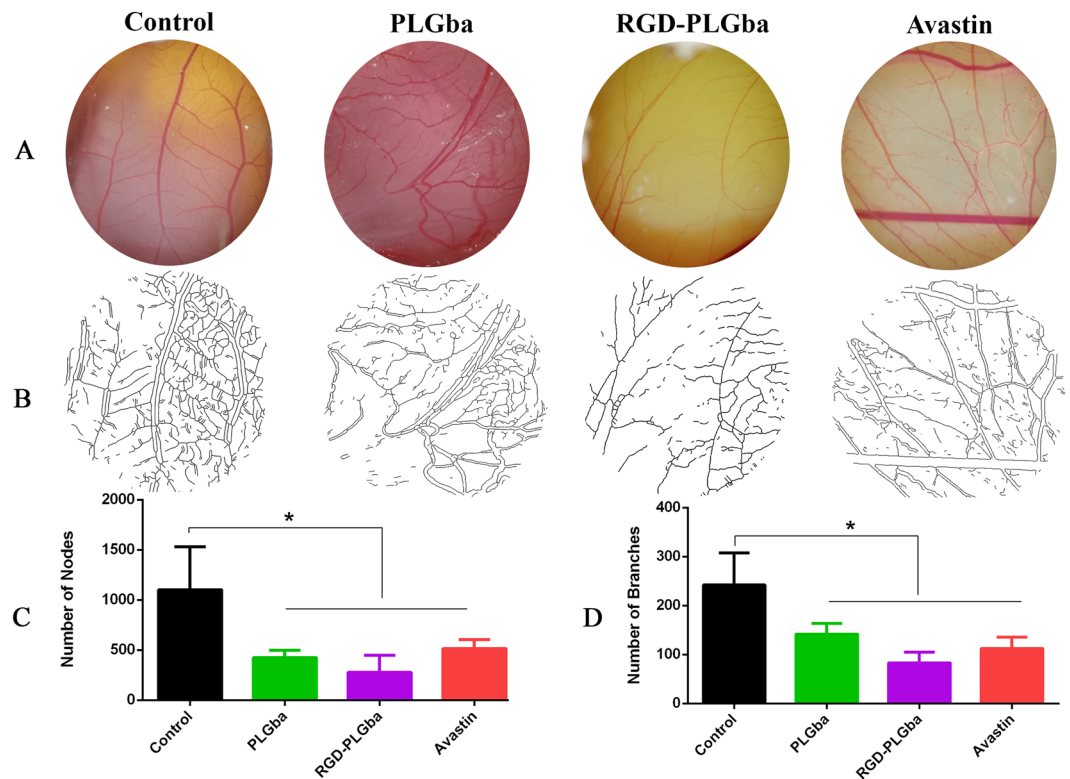 Control PLGba RGD-PLGba Avastin
A
B
C
Number of Nodes
2000
1500
1000
500
0
*
Control PLGba RGD-PLGba Avastin
D
Number of Branches
400
300
200
100
0
*
Control PLGba RGD-PLGba Avastin